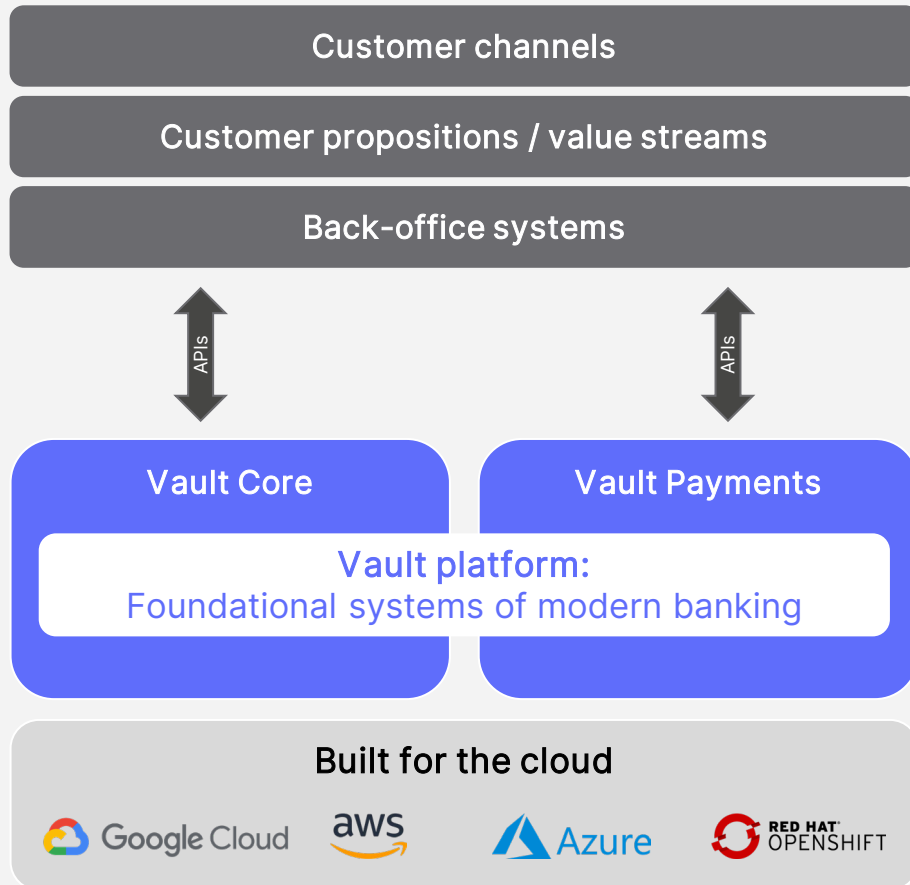 Customer channels
Customer propositions / value streams
Back-office systems
APIs
APIs
Vault Core
Vault Payments
Vault platform:
Foundational systems of modern banking
Built for the cloud
Google Cloud
aws
Azure
RED HAT®
OPENSHIFT